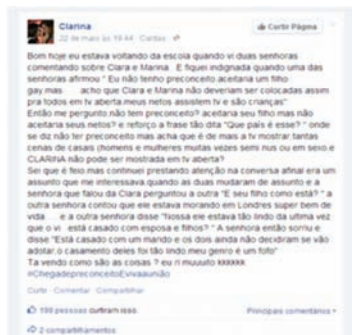 Clarina
Curtir Página
22 de maio às 19:44 · Caldas ·
Bom hoje eu estava voltando da escola quando vi duas senhoras
comentando sobre Clara e Marina. E fiquei indignada quando uma das
senhoras afirmou " Eu não tenho preconceito,aceitaria um filho
gay,mas acho que Clara e Marina não deveriam ser colocadas assim
pra todos em tv aberta,meus netos assistem tv e são crianças"
Então me pergunto,não tem preconceito? aceitaria seu filho mas não
aceitaria seus netos? e reforço a frase tão dita "Que país é esse? " onde
se diz não ter preconceito mas acha que é de mais a tv mostrar tantas
cenas de casais (homens e mulheres muitas vezes semi nus ou em sexo,e
CLARINA não pode ser mostrada em tv aberta?
Sei que é feio,mas continuei prestando atenção na conversa afinal era um
assunto que me interessava,quando as duas mudaram de assunto e a
senhora que falou da Clara perguntou a outra "E seu filho como está? " a
outra senhora contou que ele estava morando em Londres super bem de
vida e a outra senhora disse "Nossa ele estava tão lindo da ultima vez
que o vi está casado com esposa e filhos? " A senhora então sorriu e
disse "Está casado com um marido e os dois ainda não decidiram se vão
adotar,o casamento deles foi tão lindo,meu genro é um fofo"
Ta vendo como são as coisas ? eu ri muuuito kkkkkk
#ChegadepreconceitoEvivaaunião
Curtir · Comentar · Compartilhar
198 pessoas curtiram isso.
Principais comentários
2 compartilhamentos